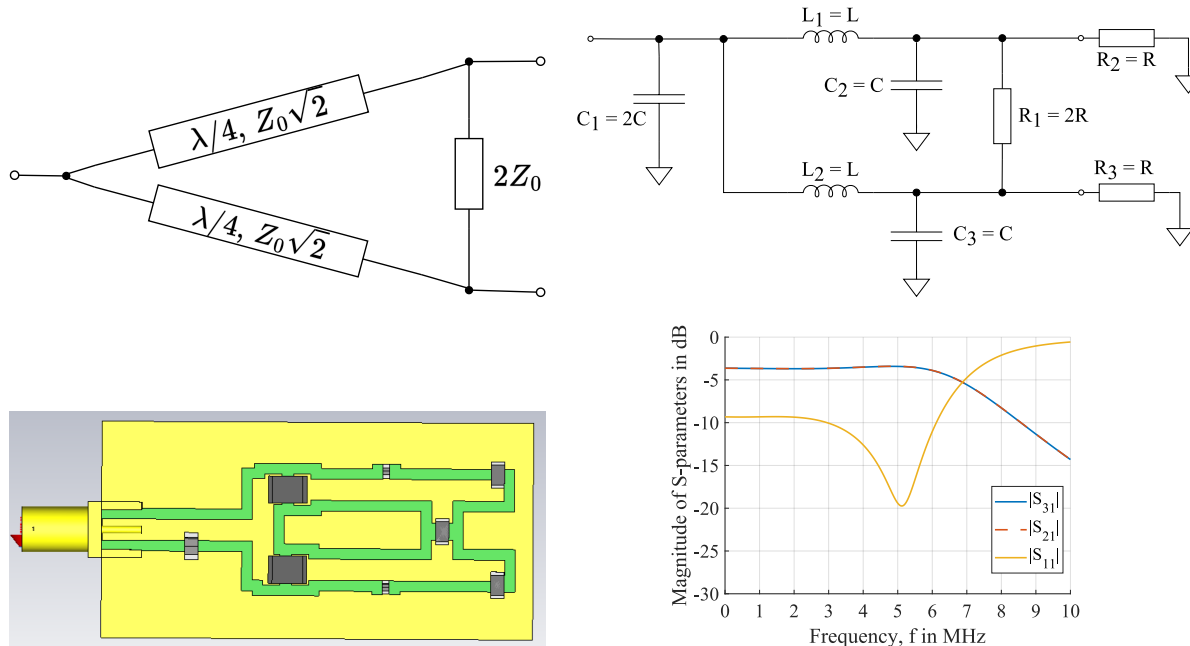 λ/4, Z₀√2
2Z₀
λ/4, Z₀√2
L₁ = L
R₂ = R
C₂ = C
C₁ = 2C
R₁ = 2R
L₂ = L
R₃ = R
C₃ = C
1
Magnitude of S-parameters in dB
0
-5
-10
-15
-20
-25
-30
|S₃₁|
|S₂₁|
|S₁₁|
0 1 2 3 4 5 6 7 8 9 10
Frequency, f in MHz